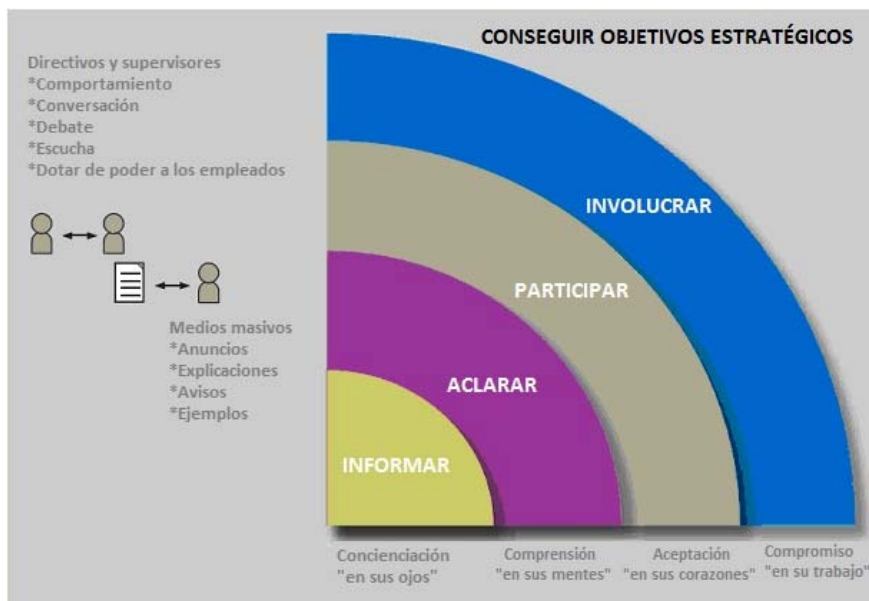 CONSEGUIR OBJETIVOS ESTRATÉGICOS
Directivos y supervisores
*Comportamiento
*Conversación
*Debate
*Escucha
*Dotar de poder a los empleados
Medios masivos
*Anuncios
*Explicaciones
*Avisos
*Ejemplos
INVOLUCRAR
PARTICIPAR
ACLARAR
INFORMAR
Concienciación
"en sus ojos"
Comprensión
"en sus mentes"
Aceptación
"en sus corazones"
Compromiso
"en su trabajo"